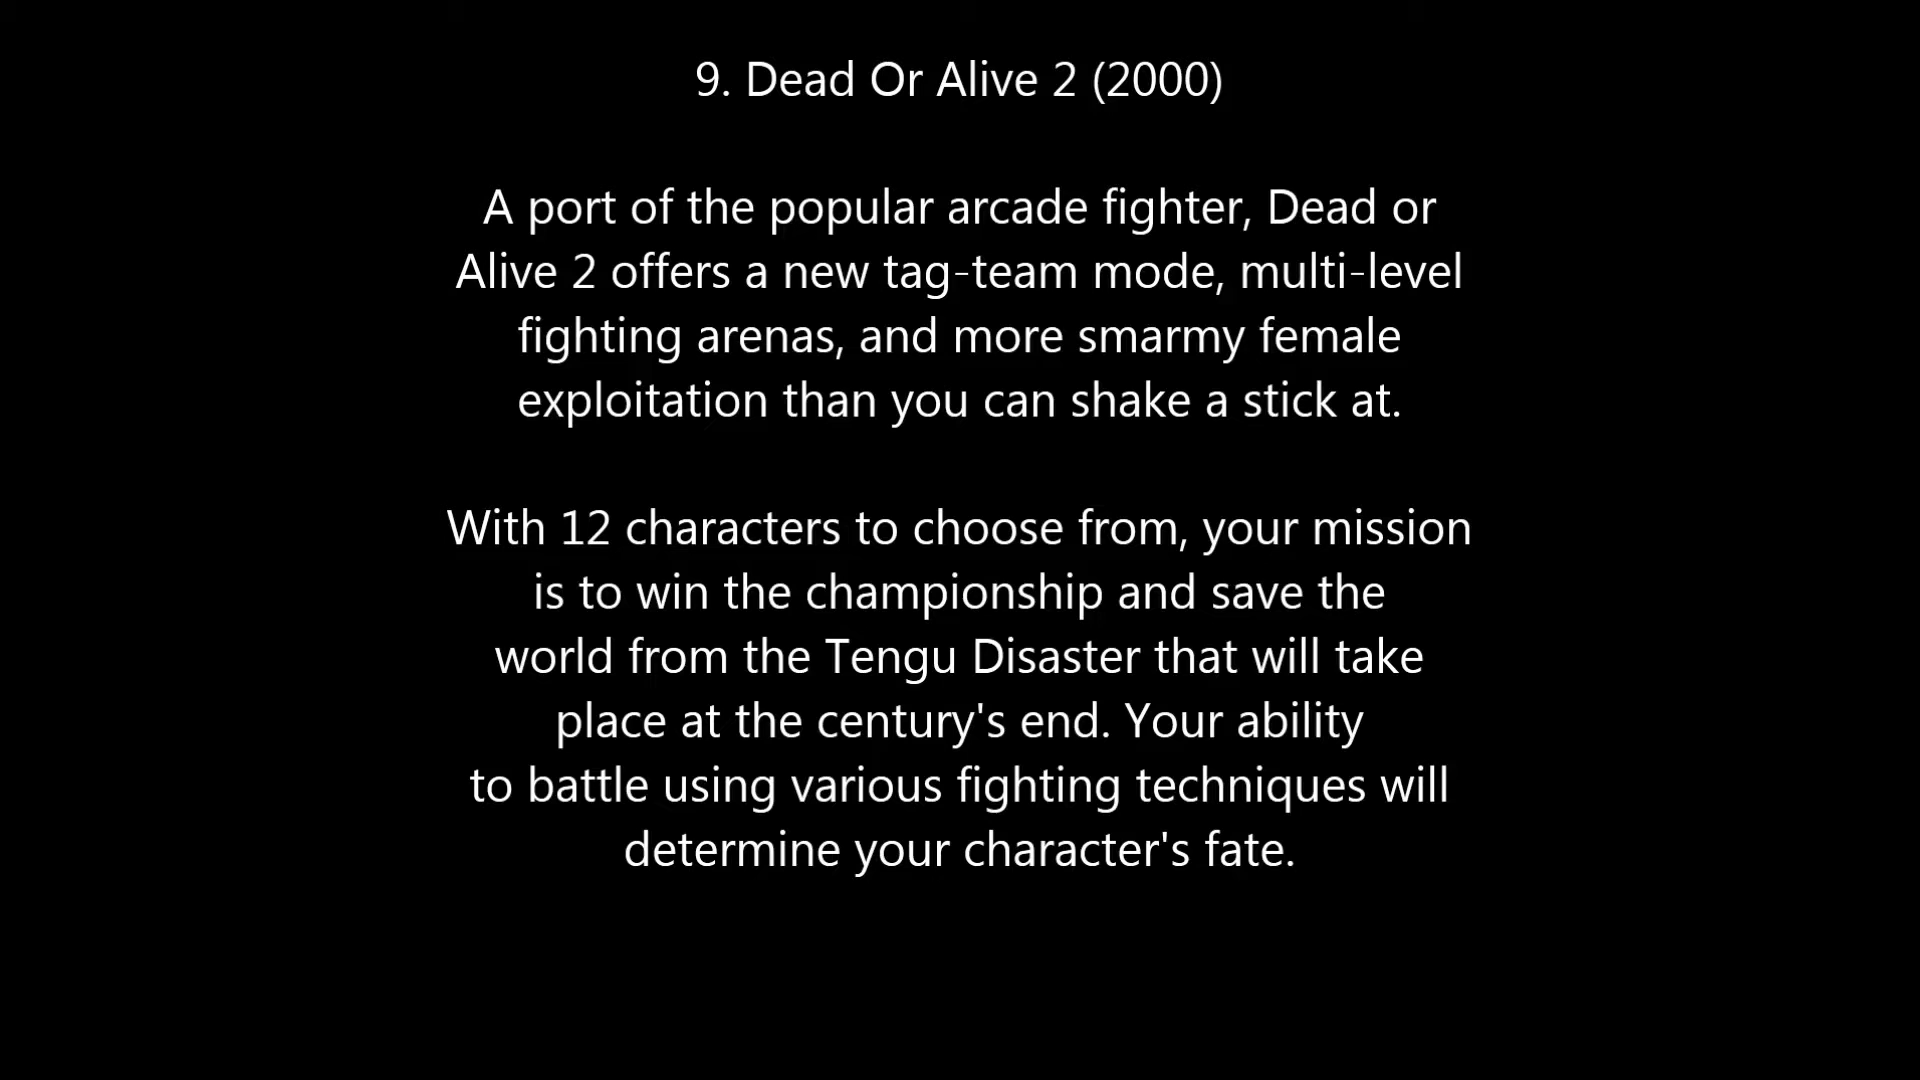 9. Dead Or Alive 2 (2000)
A port of the popular arcade fighter, Dead or
Alive 2 offers a new tag-team mode, multi-level
fighting arenas, and more smarmy female
exploitation than you can shake a stick at.
With 12 characters to choose from, your mission
is to win the championship and save the
world from the Tengu Disaster that will take
place at the century's end. Your ability
to battle using various fighting techniques will
determine your character's fate.